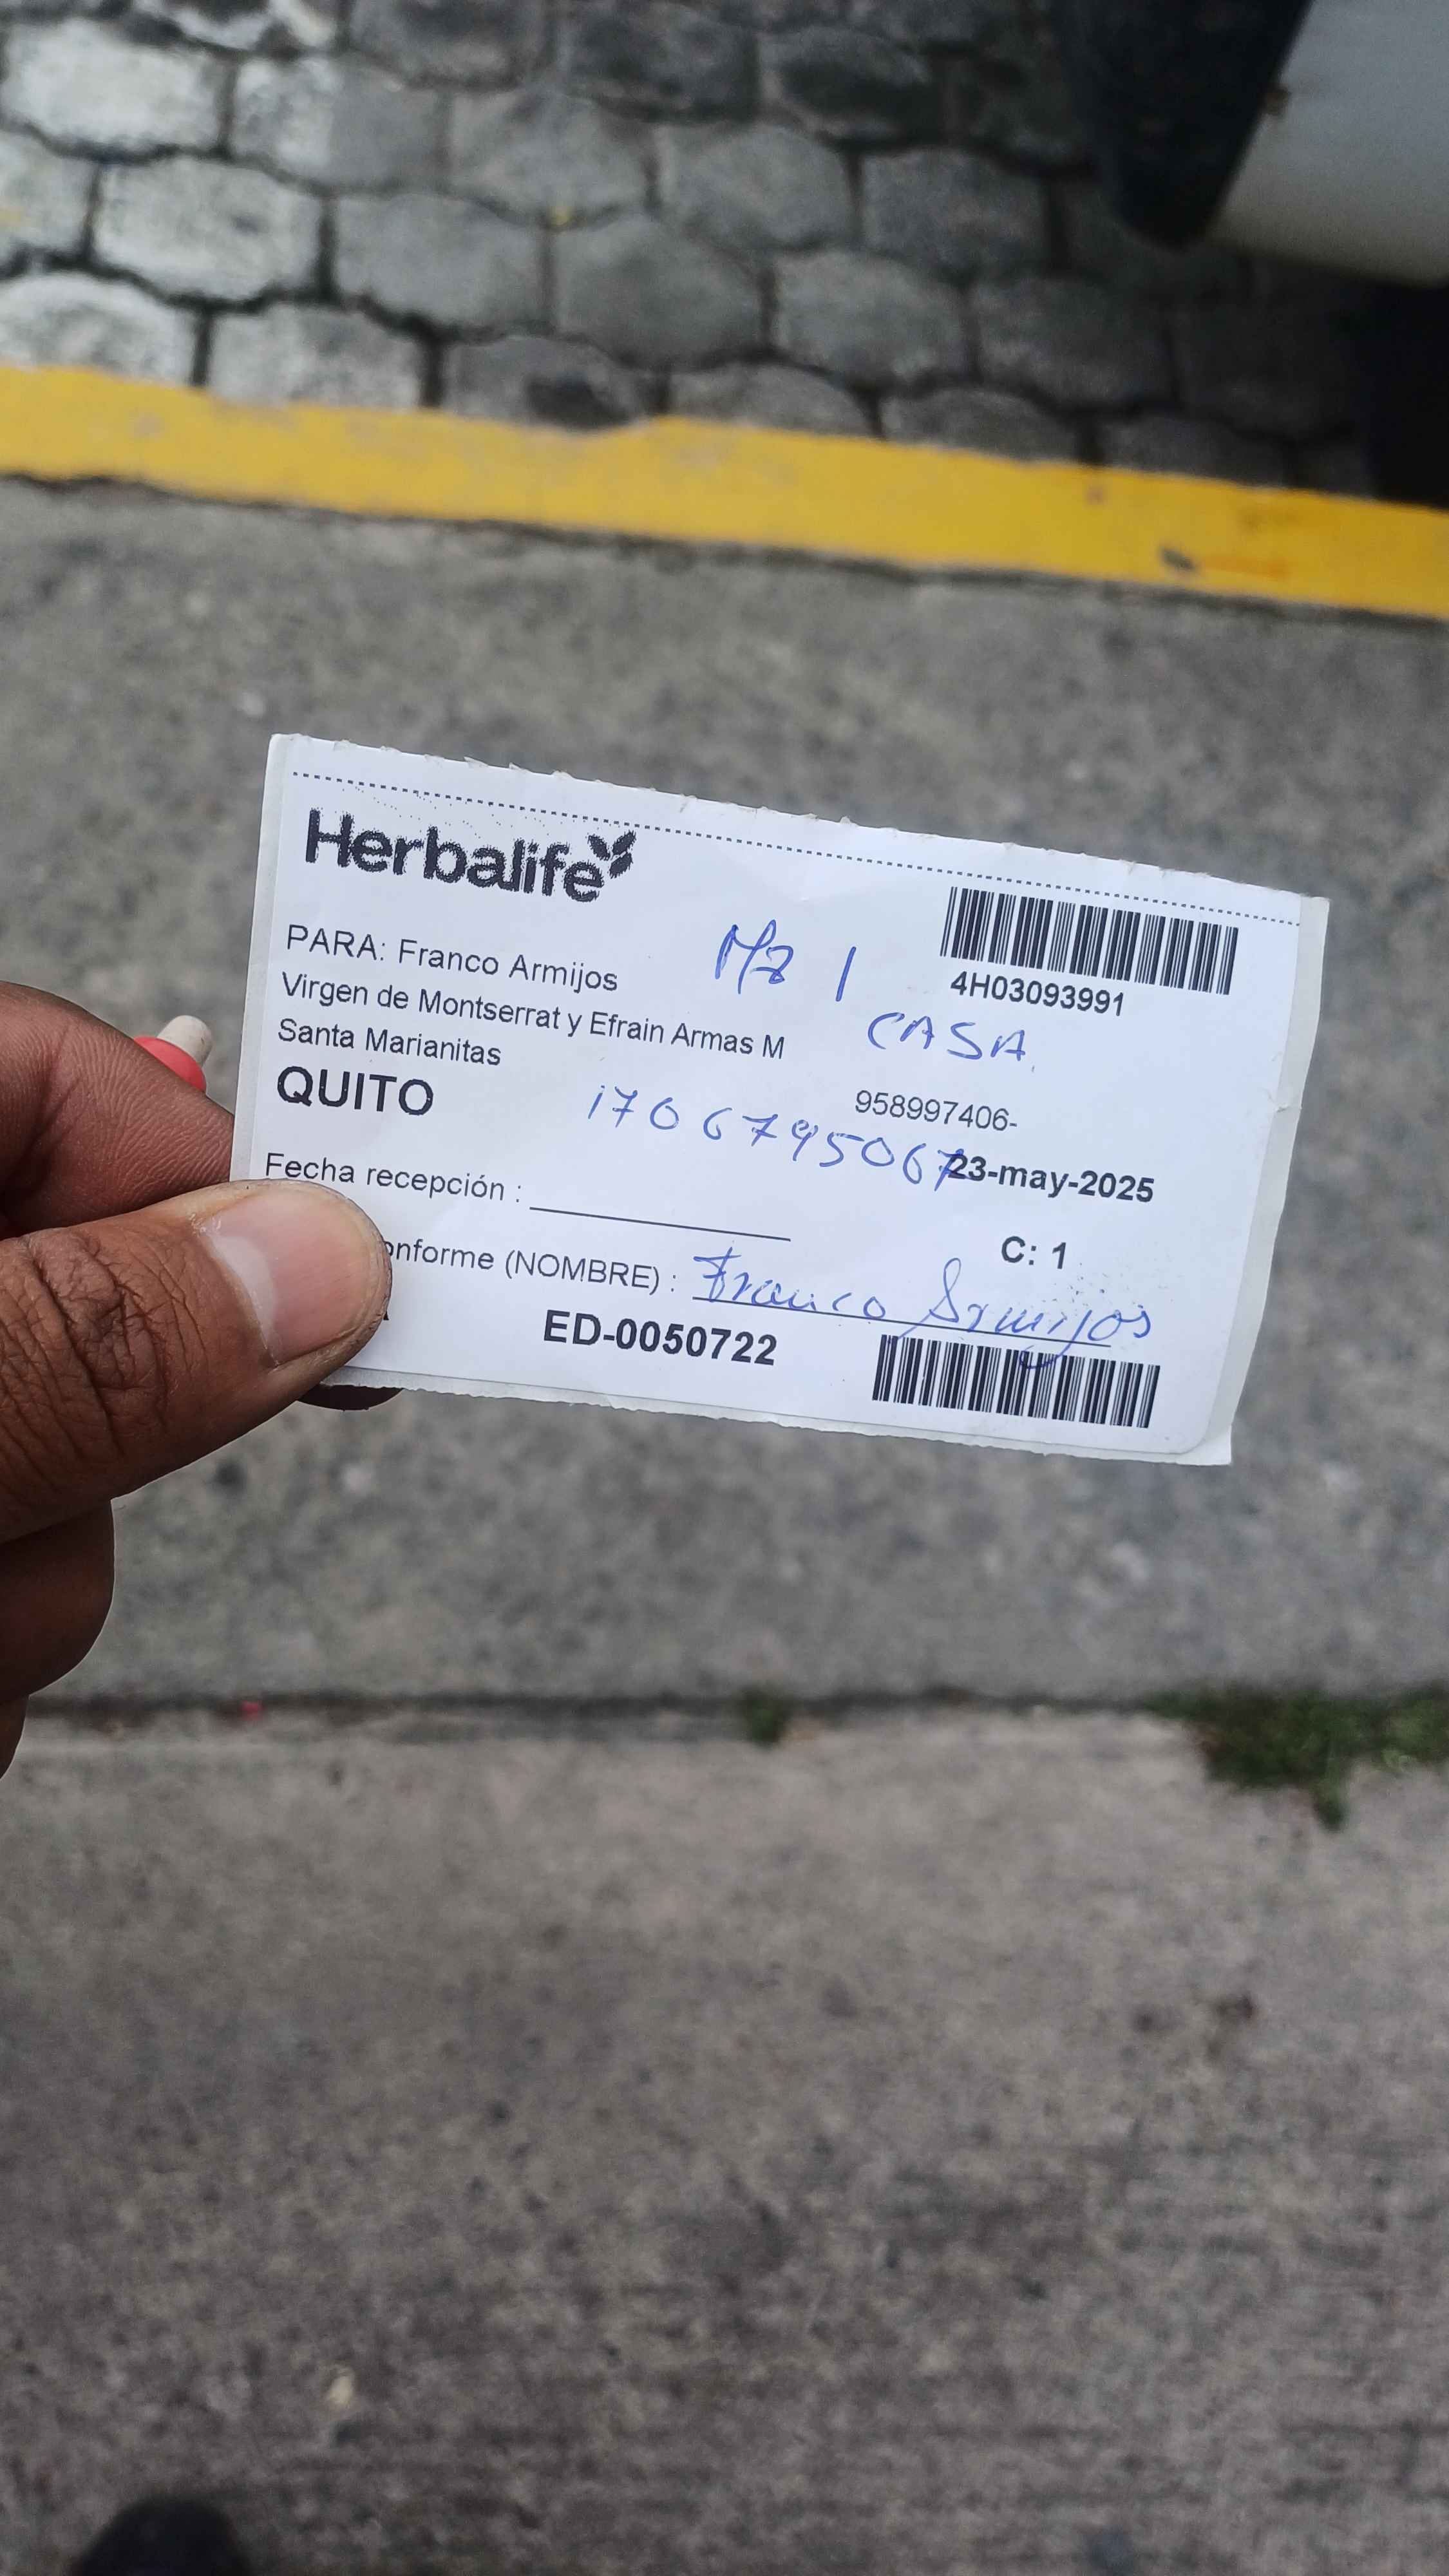 Herbalife
4H03093991
PARA: Franco Armijos
Mz 1
Virgen de Montserrat y Efrain Armas M
CASA
Santa Marianitas
958997406-
QUITO
1706795067
23-may-2025
Fecha recepción :
C: 1
onforme (NOMBRE) : Franco Armijos
ED-0050722